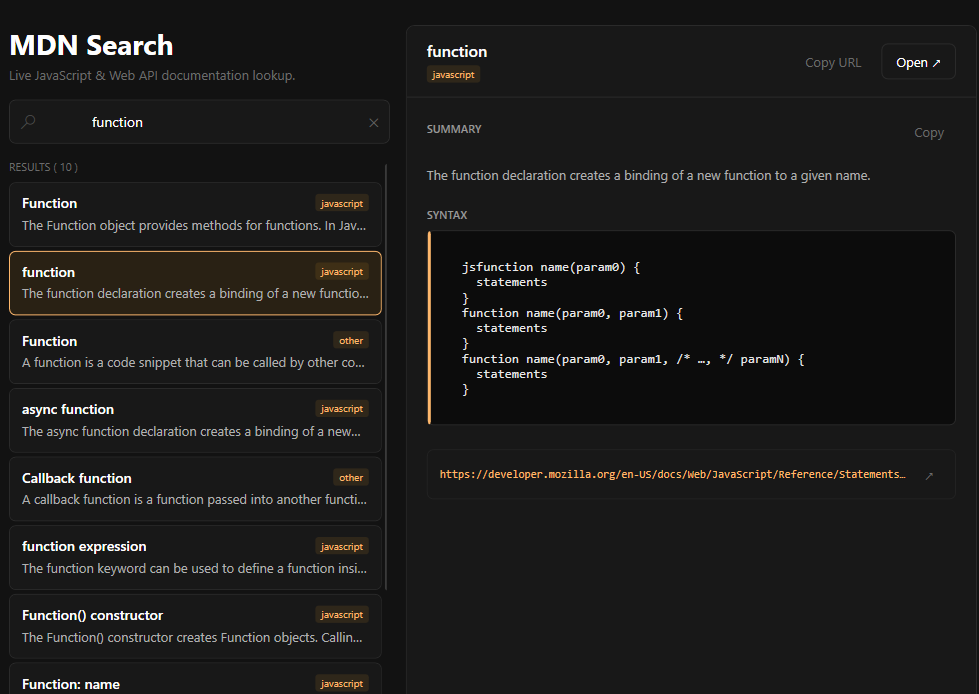 MDN Search
Live JavaScript & Web API documentation lookup.
function
RESULTS ( 10 )
Function
javascript
The Function object provides methods for functions. In Jav...
function
javascript
The function declaration creates a binding of a new functio...
Function
other
A function is a code snippet that can be called by other co...
async function
javascript
The async function declaration creates a binding of a new...
Callback function
other
A callback function is a function passed into another functi...
function expression
javascript
The function keyword can be used to define a function insi...
Function() constructor
javascript
The Function() constructor creates Function objects. Callin...
Function: name
javascript
function
javascript
Copy URL
Open ↗
SUMMARY
Copy
The function declaration creates a binding of a new function to a given name.
SYNTAX
jsfunction name(param0) {
  statements
}
function name(param0, param1) {
  statements
}
function name(param0, param1, /* …, */ paramN) {
  statements
}
https://developer.mozilla.org/en-US/docs/Web/JavaScript/Reference/Statements… ↗